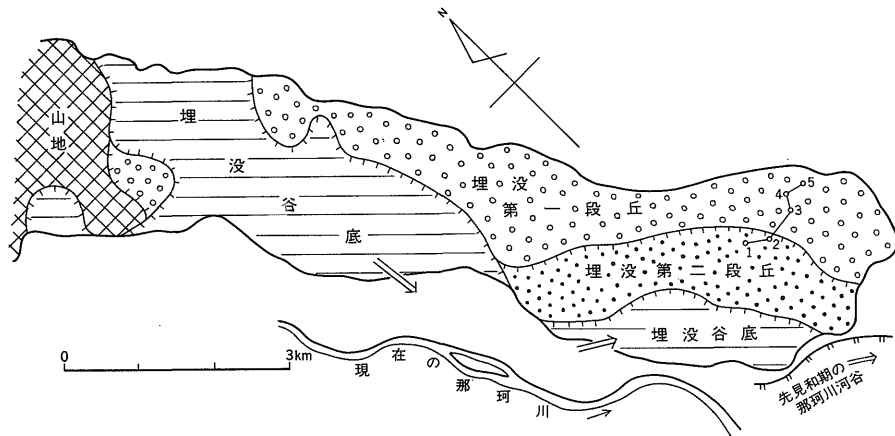 N
山地
埋没谷底
埋没
第一段丘
埋没第二段丘
埋没谷底
1
2
3
4
5
0
3km
現在の那珂川
先見和期の
那珂川河谷